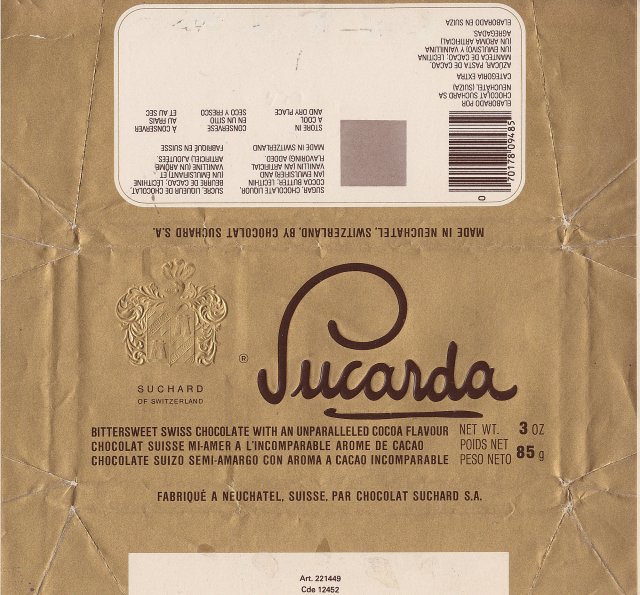 MADE IN NEUCHATEL, SWITZERLAND, BY CHOCOLAT SUCHARD S.A.
0
70178 09485
SUGAR, CHOCOLATE LIQUOR,
COCOA BUTTER, LECITHIN
(AN EMULSIFIER) AND
VANILLIN (AN ARTIFICIAL
FLAVORING) ADDED.
MADE IN SWITZERLAND
STORE IN
A COOL
AND DRY PLACE
SUCRE, LIQUEUR DE CHOCOLAT,
BEURRE DE CACAO, LECITHINE
(UN EMULSIFIANT) ET
VANILLINE (UN ARÔME
ARTIFICIEL) AJOUTEES.
FABRIQUÉ EN SUISSE
CONSERVESE
EN UN SITIO
SECO Y FRESCO
À CONSERVER
AU FRAIS
ET AU SEC
ELABORADO POR
CHOCOLAT SUCHARD SA
NEUCHÂTEL (SUIZA)
CATEGORIA EXTRA
AZÚCAR, PASTA DE CACAO,
MANTECA DE CACAO, LECITINA
(UN EMULSIVO) Y VAINILLINA
(UN AROMA ARTIFICIAL)
AGREGADAS.
ELABORADO EN SUIZA
Sucarda
®
SUCHARD
OF SWITZERLAND
BITTERSWEET SWISS CHOCOLATE WITH AN UNPARALLELED COCOA FLAVOUR
CHOCOLAT SUISSE MI-AMER A L'INCOMPARABLE AROME DE CACAO
CHOCOLATE SUIZO SEMI-AMARGO CON AROMA A CACAO INCOMPARABLE
NET WT. 3 OZ
POIDS NET
PESO NETO 85 g
FABRIQUÉ A NEUCHATEL, SUISSE, PAR CHOCOLAT SUCHARD S.A.
Art. 221449
Cde 12452